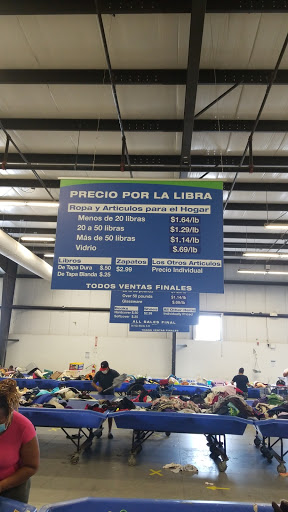 PRECIO POR LA LIBRA
Ropa y Articulos para el Hogar
Menos de 20 libras $1.64/lb
20 a 50 libras $1.29/lb
Más de 50 libras $1.14/lb
Vidrio $.69/lb
Libros Zapatos Los Otros Articulos
De Tapa Dura $.50 $2.99 Precio Individual
De Tapa Blanda $.25
TODOS VENTAS FINALES
Over 50 pounds $1.14/lb
Glassware $.69/lb
ALL SALES FINAL